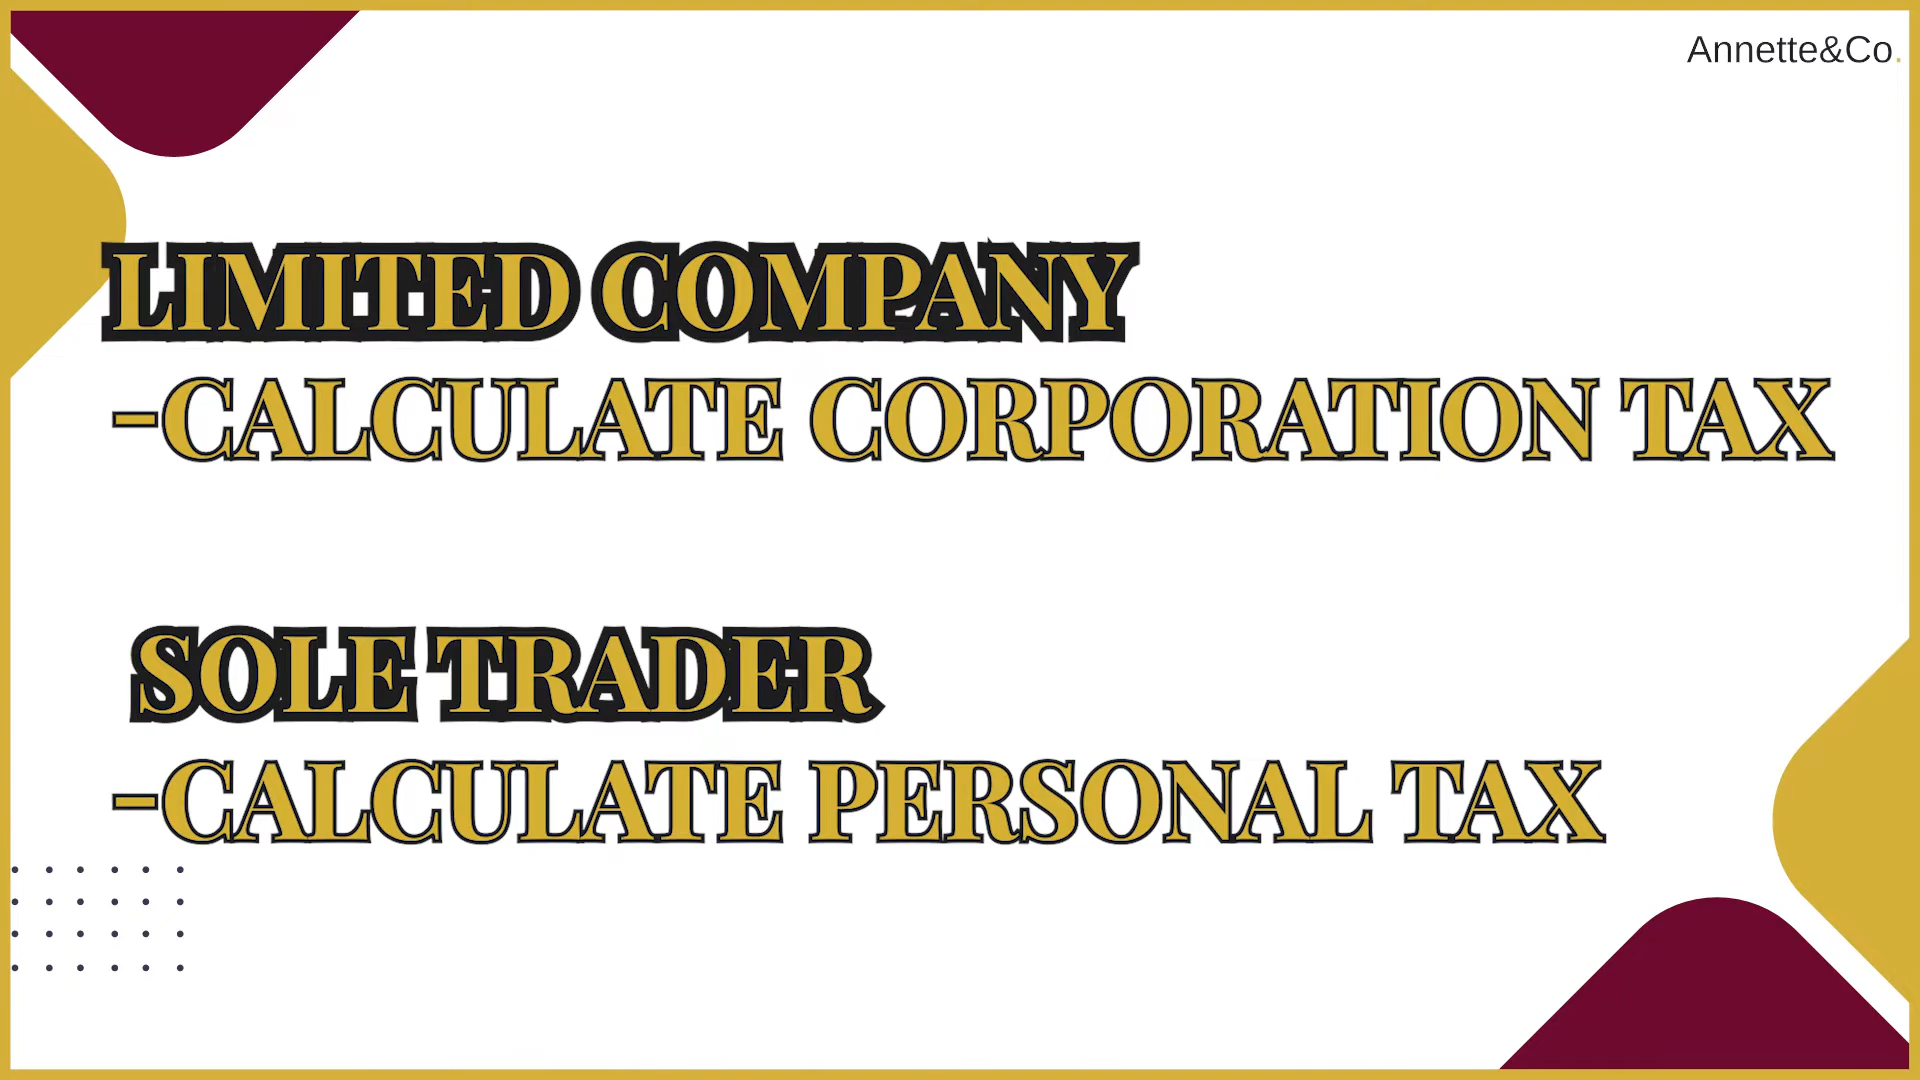 Annette&Co.
LIMITED COMPANY
-CALCULATE CORPORATION TAX
SOLE TRADER
-CALCULATE PERSONAL TAX